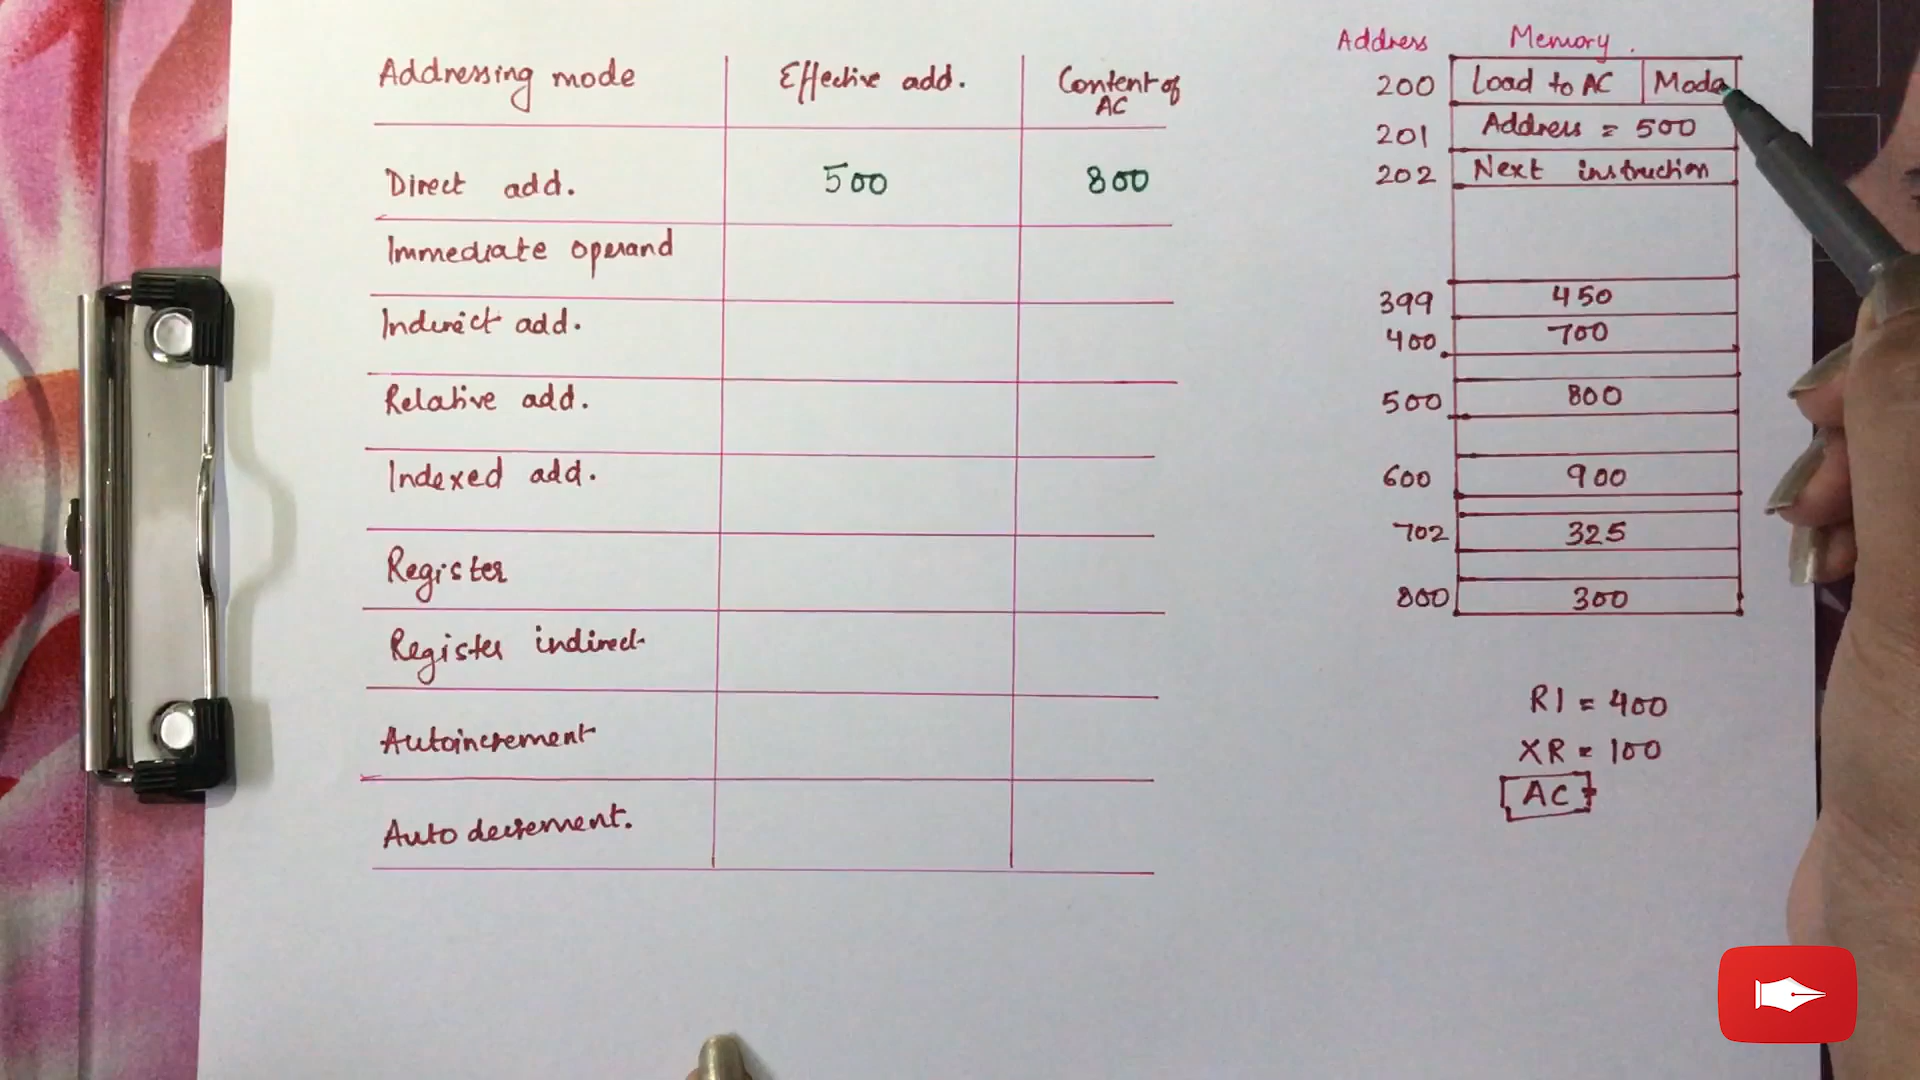 Addressing mode Effective add. Content of AC
Direct add. 500 800
Immediate operand
Indirect add.
Relative add.
Indexed add.
Register
Register indirect
Autoincrement
Auto decrement.
Address Memory.
200 Load to AC Mode
201 Address = 500
202 Next instruction
399 450
400 700
500 800
600 900
702 325
800 300
R1 = 400
XR = 100
AC